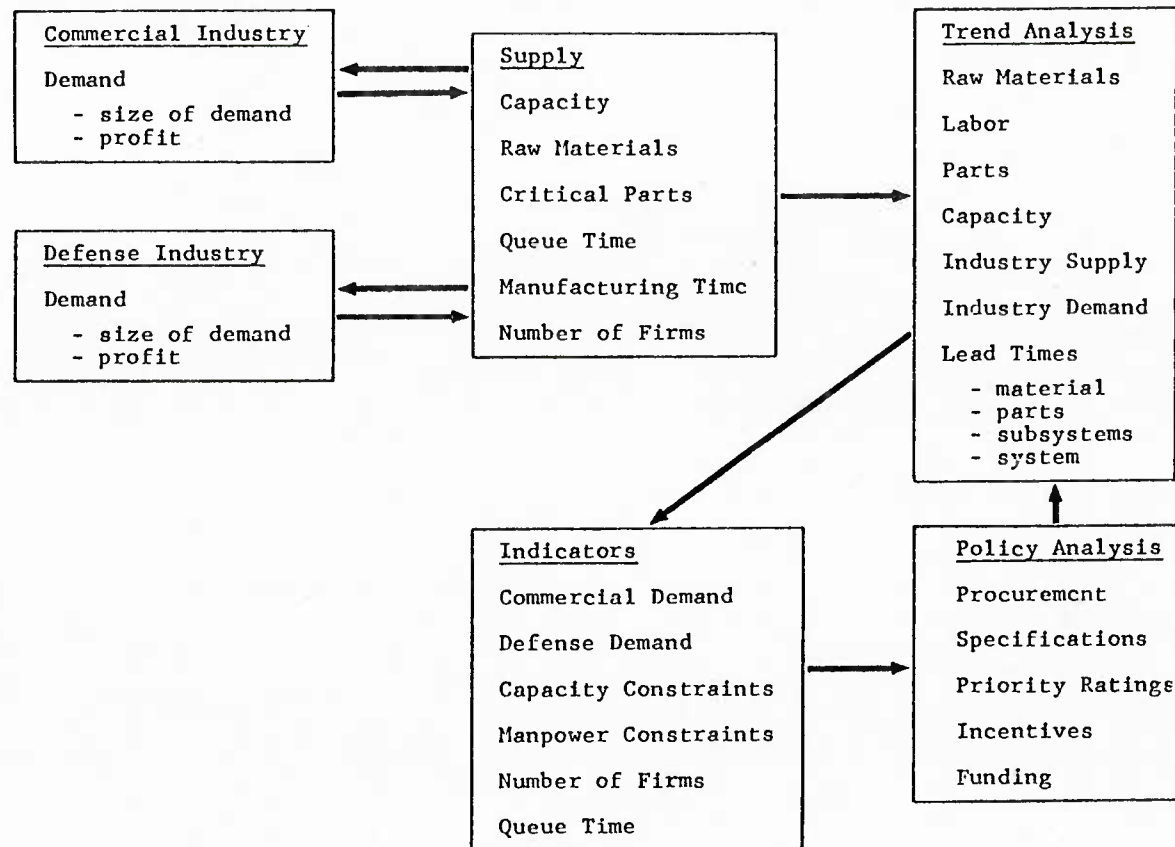 Commercial Industry
Demand
- size of demand
- profit
Defense Industry
Demand
- size of demand
- profit
Supply
Capacity
Raw Materials
Critical Parts
Queue Time
Manufacturing Time
Number of Firms
Trend Analysis
Raw Materials
Labor
Parts
Capacity
Industry Supply
Industry Demand
Lead Times
- material
- parts
- subsystems
- system
Indicators
Commercial Demand
Defense Demand
Capacity Constraints
Manpower Constraints
Number of Firms
Queue Time
Policy Analysis
Procurement
Specifications
Priority Ratings
Incentives
Funding